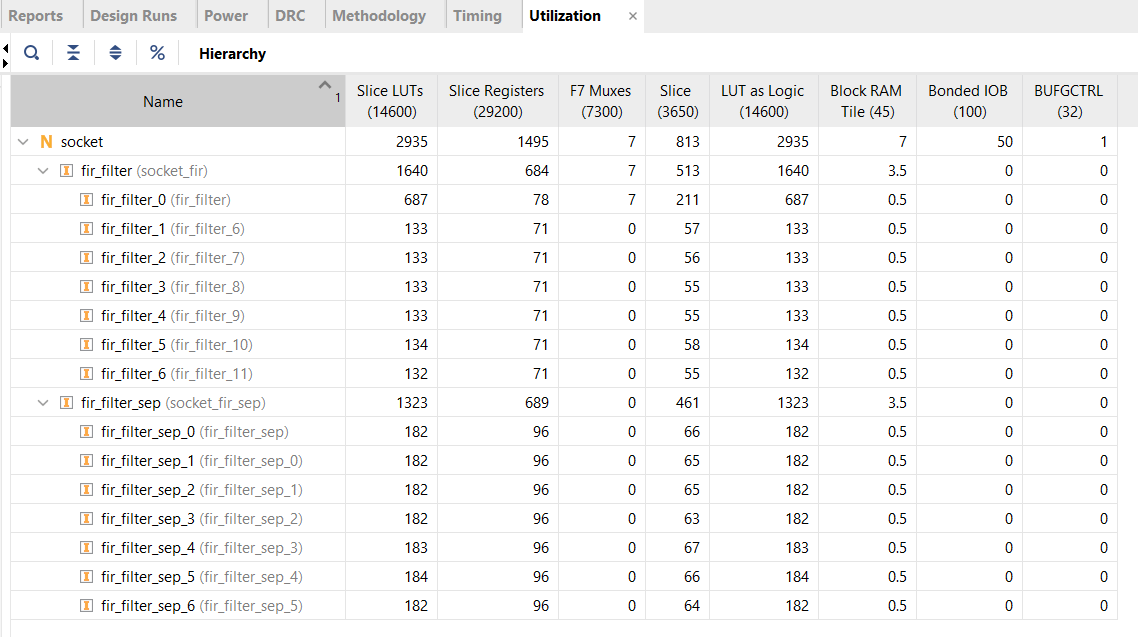 Reports Design Runs Power DRC Methodology Timing Utilization ×
% Hierarchy
Name 1 Slice LUTs (14600) Slice Registers (29200) F7 Muxes (7300) Slice (3650) LUT as Logic (14600) Block RAM Tile (45) Bonded IOB (100) BUFGCTRL (32)
N socket 2935 1495 7 813 2935 7 50 1
I fir_filter (socket_fir) 1640 684 7 513 1640 3.5 0 0
I fir_filter_0 (fir_filter) 687 78 7 211 687 0.5 0 0
I fir_filter_1 (fir_filter_6) 133 71 0 57 133 0.5 0 0
I fir_filter_2 (fir_filter_7) 133 71 0 56 133 0.5 0 0
I fir_filter_3 (fir_filter_8) 133 71 0 55 133 0.5 0 0
I fir_filter_4 (fir_filter_9) 133 71 0 55 133 0.5 0 0
I fir_filter_5 (fir_filter_10) 134 71 0 58 134 0.5 0 0
I fir_filter_6 (fir_filter_11) 132 71 0 55 132 0.5 0 0
I fir_filter_sep (socket_fir_sep) 1323 689 0 461 1323 3.5 0 0
I fir_filter_sep_0 (fir_filter_sep) 182 96 0 66 182 0.5 0 0
I fir_filter_sep_1 (fir_filter_sep_0) 182 96 0 65 182 0.5 0 0
I fir_filter_sep_2 (fir_filter_sep_1) 182 96 0 65 182 0.5 0 0
I fir_filter_sep_3 (fir_filter_sep_2) 182 96 0 63 182 0.5 0 0
I fir_filter_sep_4 (fir_filter_sep_3) 183 96 0 67 183 0.5 0 0
I fir_filter_sep_5 (fir_filter_sep_4) 184 96 0 66 184 0.5 0 0
I fir_filter_sep_6 (fir_filter_sep_5) 182 96 0 64 182 0.5 0 0